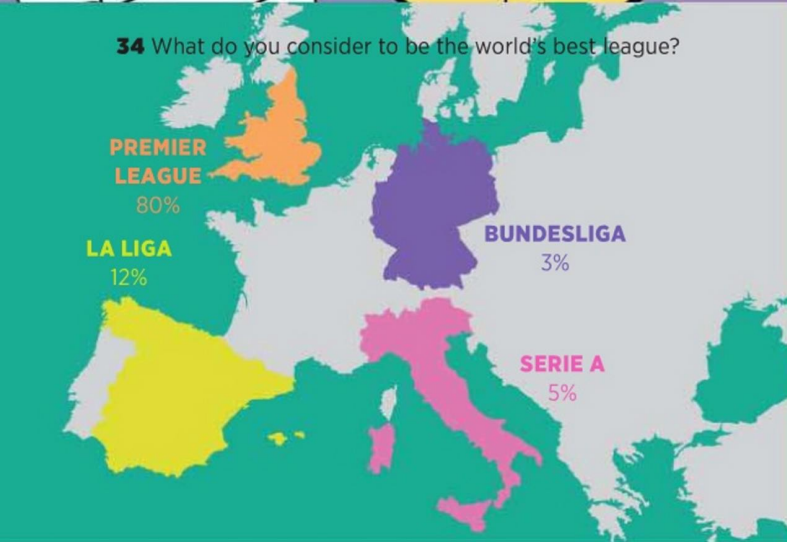 34 What do you consider to be the world's best league?
PREMIER
LEAGUE
80%
LA LIGA
12%
BUNDESLIGA
3%
SERIE A
5%